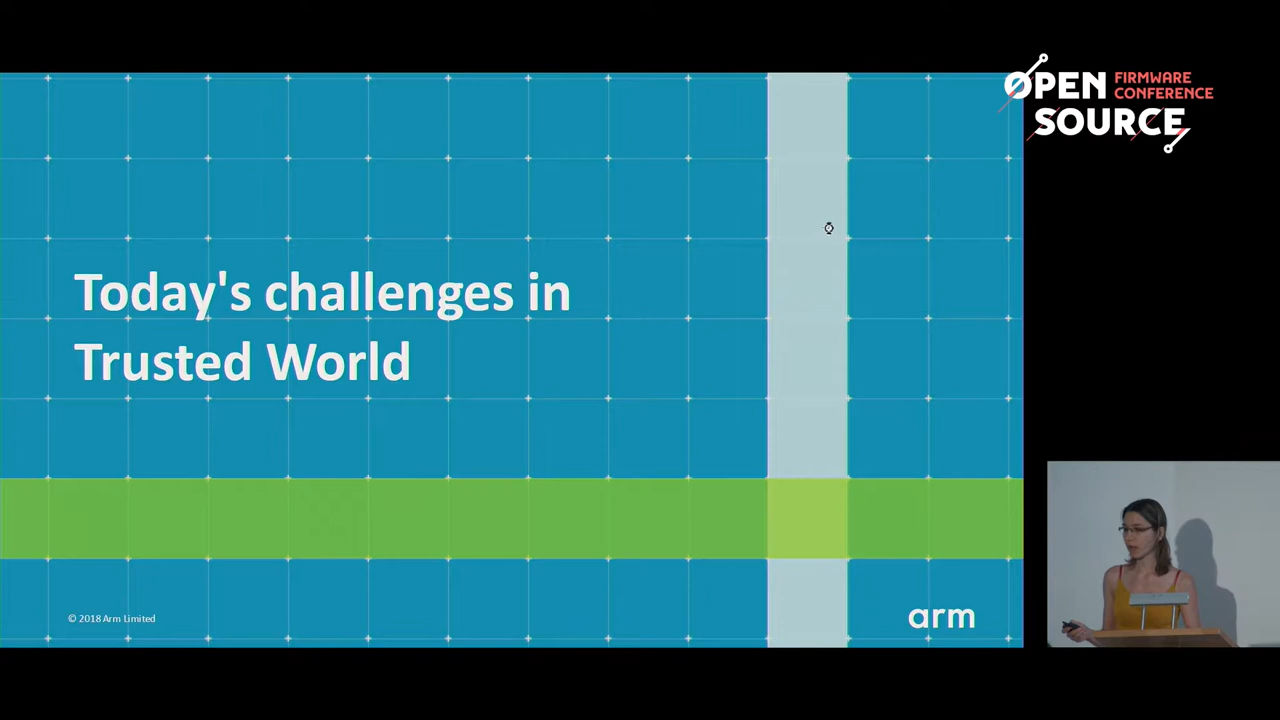 OPEN FIRMWARE
CONFERENCE
SOURCE
Today's challenges in
Trusted World
© 2018 Arm Limited
arm